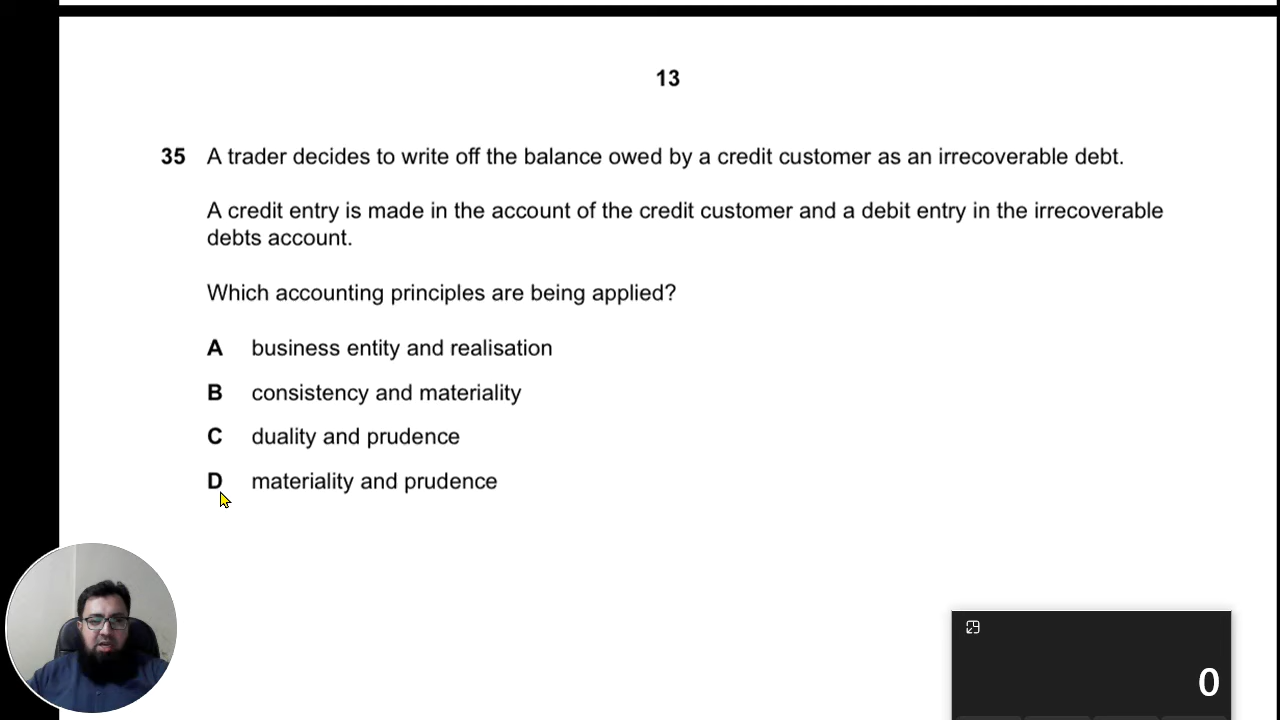 13
35 A trader decides to write off the balance owed by a credit customer as an irrecoverable debt.
A credit entry is made in the account of the credit customer and a debit entry in the irrecoverable
debts account.
Which accounting principles are being applied?
A business entity and realisation
B consistency and materiality
C duality and prudence
D materiality and prudence
0